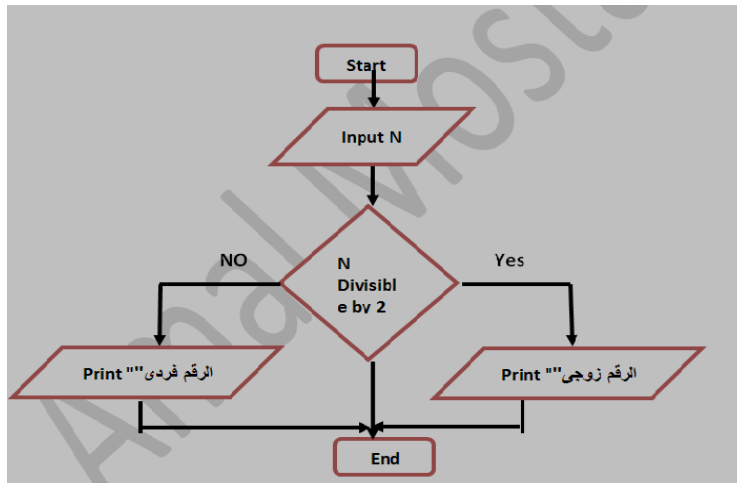 Start
Input N
NO
Yes
N
Divisibl
e by 2
Print "الرقم فردى"
Print "الرقم زوجى"
End